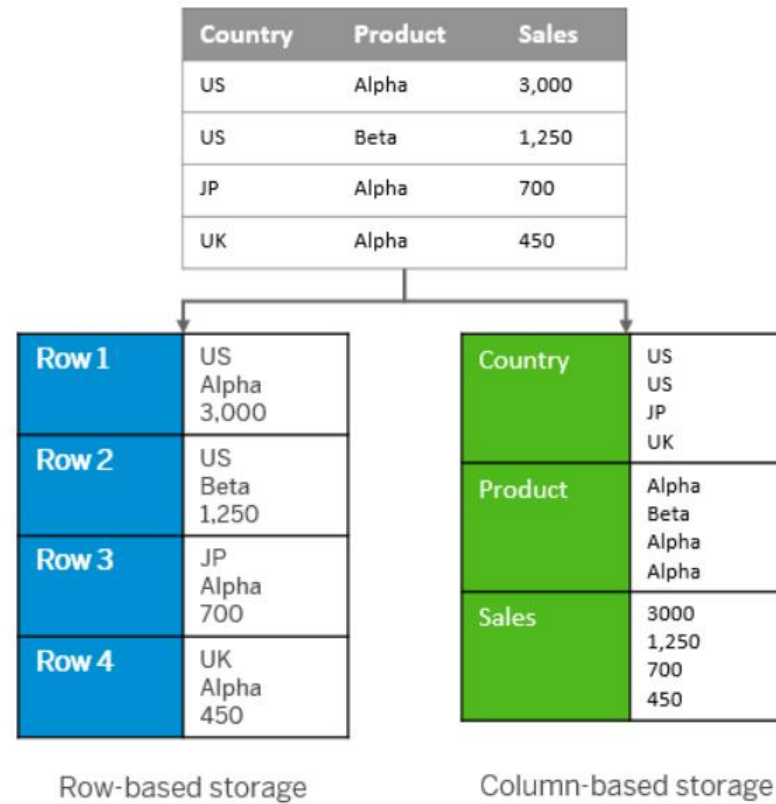 Country Product Sales
US Alpha 3,000
US Beta 1,250
JP Alpha 700
UK Alpha 450
Row 1
US
Alpha
3,000
Row 2
US
Beta
1,250
Row 3
JP
Alpha
700
Row 4
UK
Alpha
450
Row-based storage
Country
US
US
JP
UK
Product
Alpha
Beta
Alpha
Alpha
Sales
3000
1,250
700
450
Column-based storage